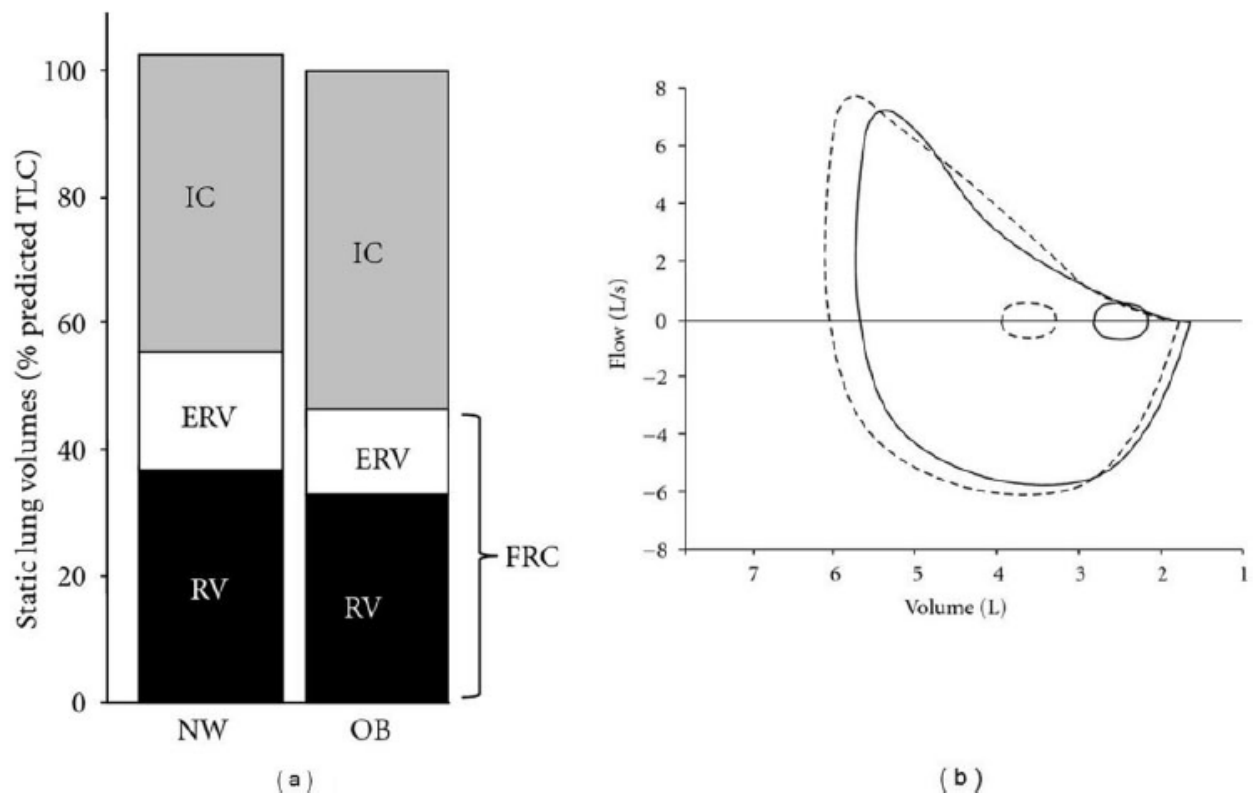 Static lung volumes (% predicted TLC)
100
80
60
40
20
0
IC
ERV
RV
NW
IC
ERV
RV
OB
FRC
(a)
Flow (L/s)
8
6
4
2
0
−2
−4
−6
−8
7 6 5 4 3 2 1
Volume (L)
(b)